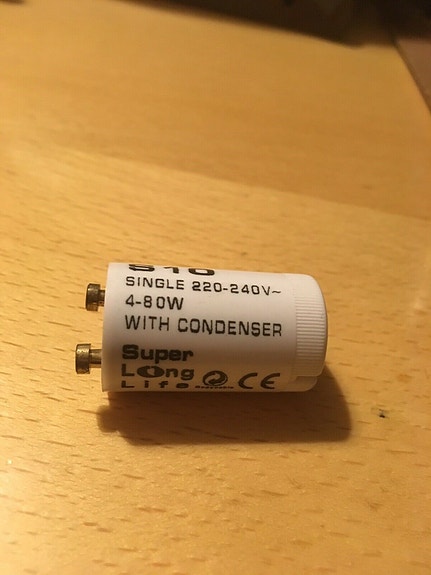 S10
SINGLE 220-240V~
4-80W
WITH CONDENSER
Super
Long
Life CE